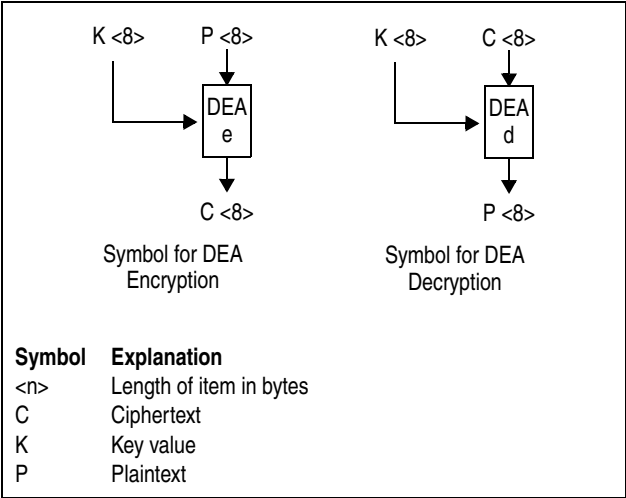 K <8> P <8> K <8> C <8>
DEA
e
DEA
d
C <8> P <8>
Symbol for DEA
Encryption
Symbol for DEA
Decryption
Symbol Explanation
<n> Length of item in bytes
C Ciphertext
K Key value
P Plaintext